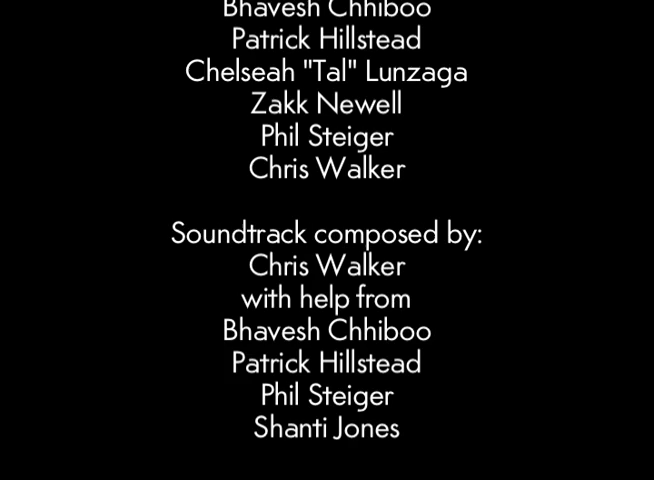 Bhavesh Chhiboo
Patrick Hillstead
Chelseah "Tal" Lunzaga
Zakk Newell
Phil Steiger
Chris Walker
Soundtrack composed by:
Chris Walker
with help from
Bhavesh Chhiboo
Patrick Hillstead
Phil Steiger
Shanti Jones